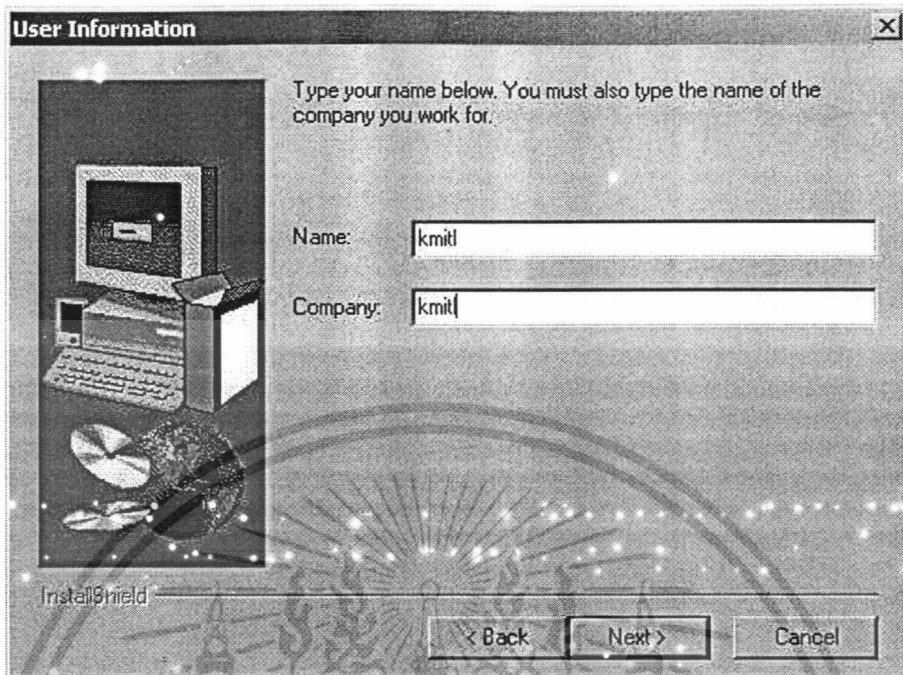 User Information
Type your name below. You must also type the name of the
company you work for.
Name: kmitl
Company: kmitl
InstallShield
< Back Next > Cancel